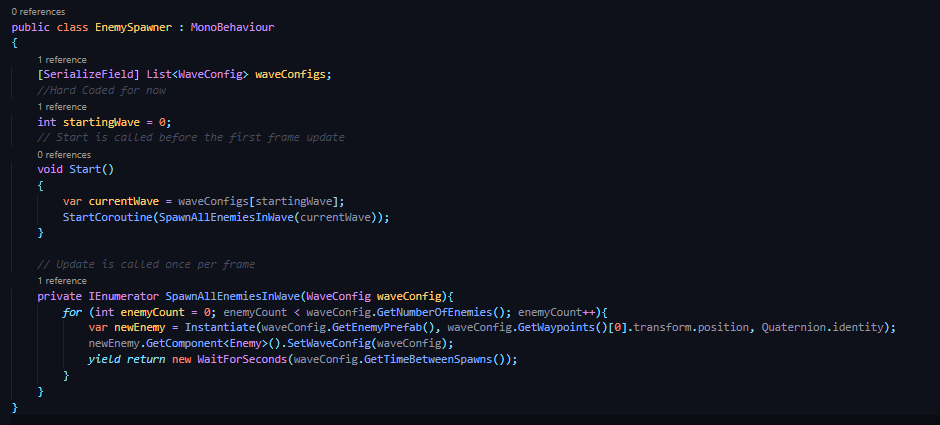 0 references
public class EnemySpawner : MonoBehaviour
{
1 reference
[SerializeField] List<WaveConfig> waveConfigs;
//Hard Coded for now
1 reference
int startingWave = 0;
// Start is called before the first frame update
0 references
void Start()
{
var currentWave = waveConfigs[startingWave];
StartCoroutine(SpawnAllEnemiesInWave(currentWave));
}
// Update is called once per frame
1 reference
private IEnumerator SpawnAllEnemiesInWave(WaveConfig waveConfig){
for (int enemyCount = 0; enemyCount < waveConfig.GetNumberOfEnemies(); enemyCount++){
var newEnemy = Instantiate(waveConfig.GetEnemyPrefab(), waveConfig.GetWaypoints()[0].transform.position, Quaternion.identity);
newEnemy.GetComponent<Enemy>().SetWaveConfig(waveConfig);
yield return new WaitForSeconds(waveConfig.GetTimeBetweenSpawns());
}
}
}